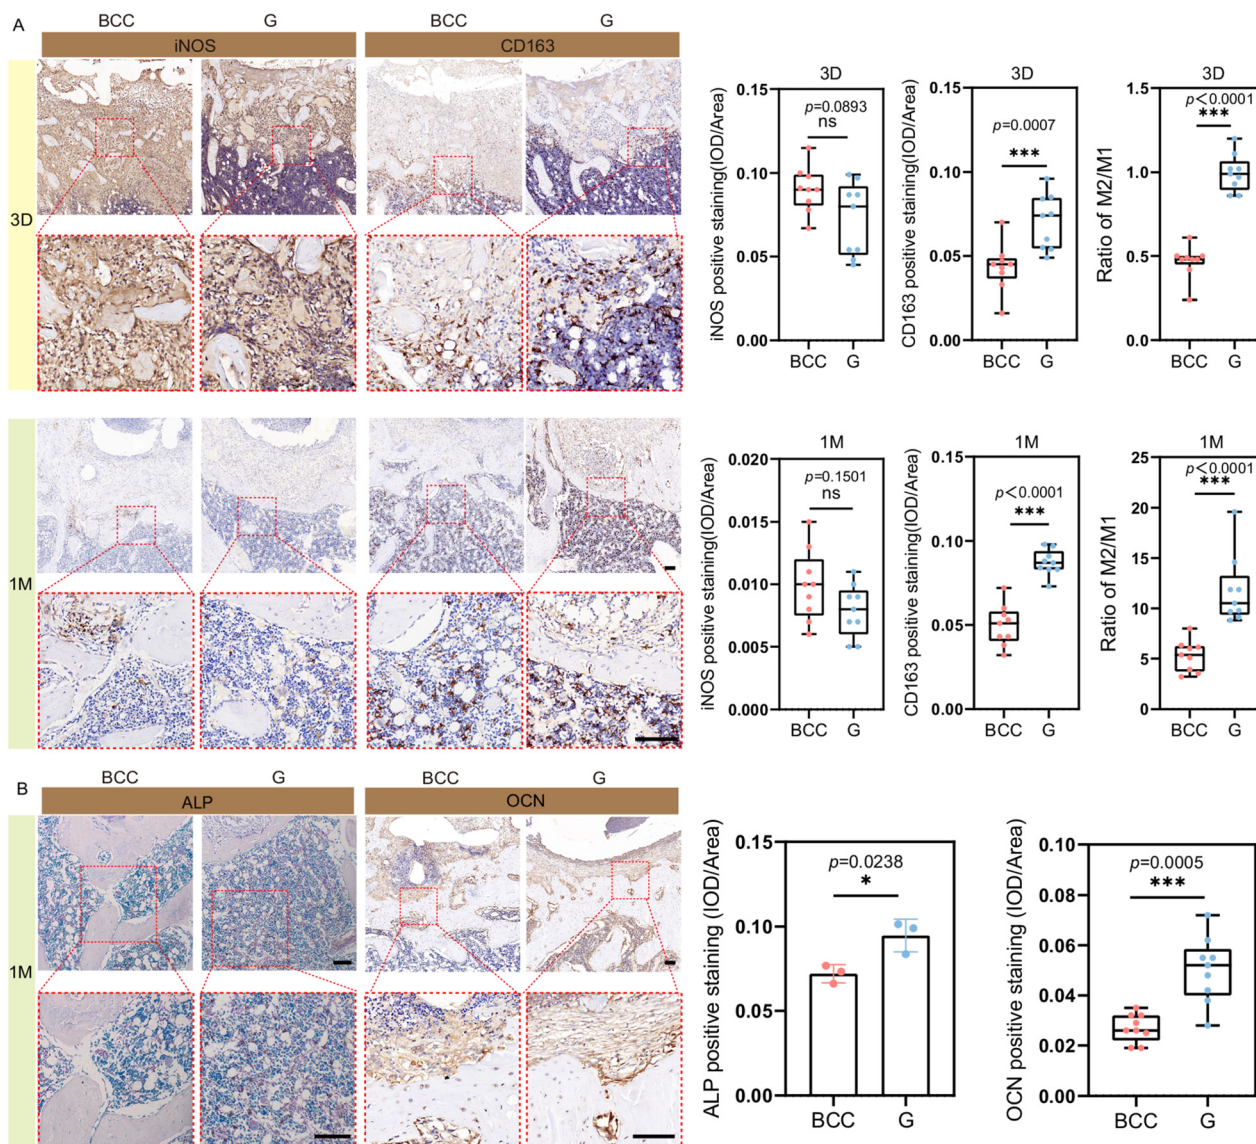 A
BCC G BCC G
iNOS CD163
3D
1M
3D
iNOS positive staining(IOD/Area)
0.15
0.10
0.05
0.00
p=0.0893
ns
BCC G
3D
CD163 positive staining(IOD/Area)
0.15
0.10
0.05
0.00
p=0.0007
***
BCC G
3D
Ratio of M2/M1
1.5
1.0
0.5
0.0
p<0.0001
***
BCC G
1M
iNOS positive staining(IOD/Area)
0.020
0.015
0.010
0.005
0.000
p=0.1501
ns
BCC G
1M
CD163 positive staining(IOD/Area)
0.15
0.10
0.05
0.00
p<0.0001
***
BCC G
1M
Ratio of M2/M1
25
20
15
10
5
0
p<0.0001
***
BCC G
B
BCC G BCC G
ALP OCN
1M
ALP positive staining (IOD/Area)
0.15
0.10
0.05
0.00
p=0.0238
*
BCC G
OCN positive staining (IOD/Area)
0.10
0.08
0.06
0.04
0.02
0.00
p=0.0005
***
BCC G